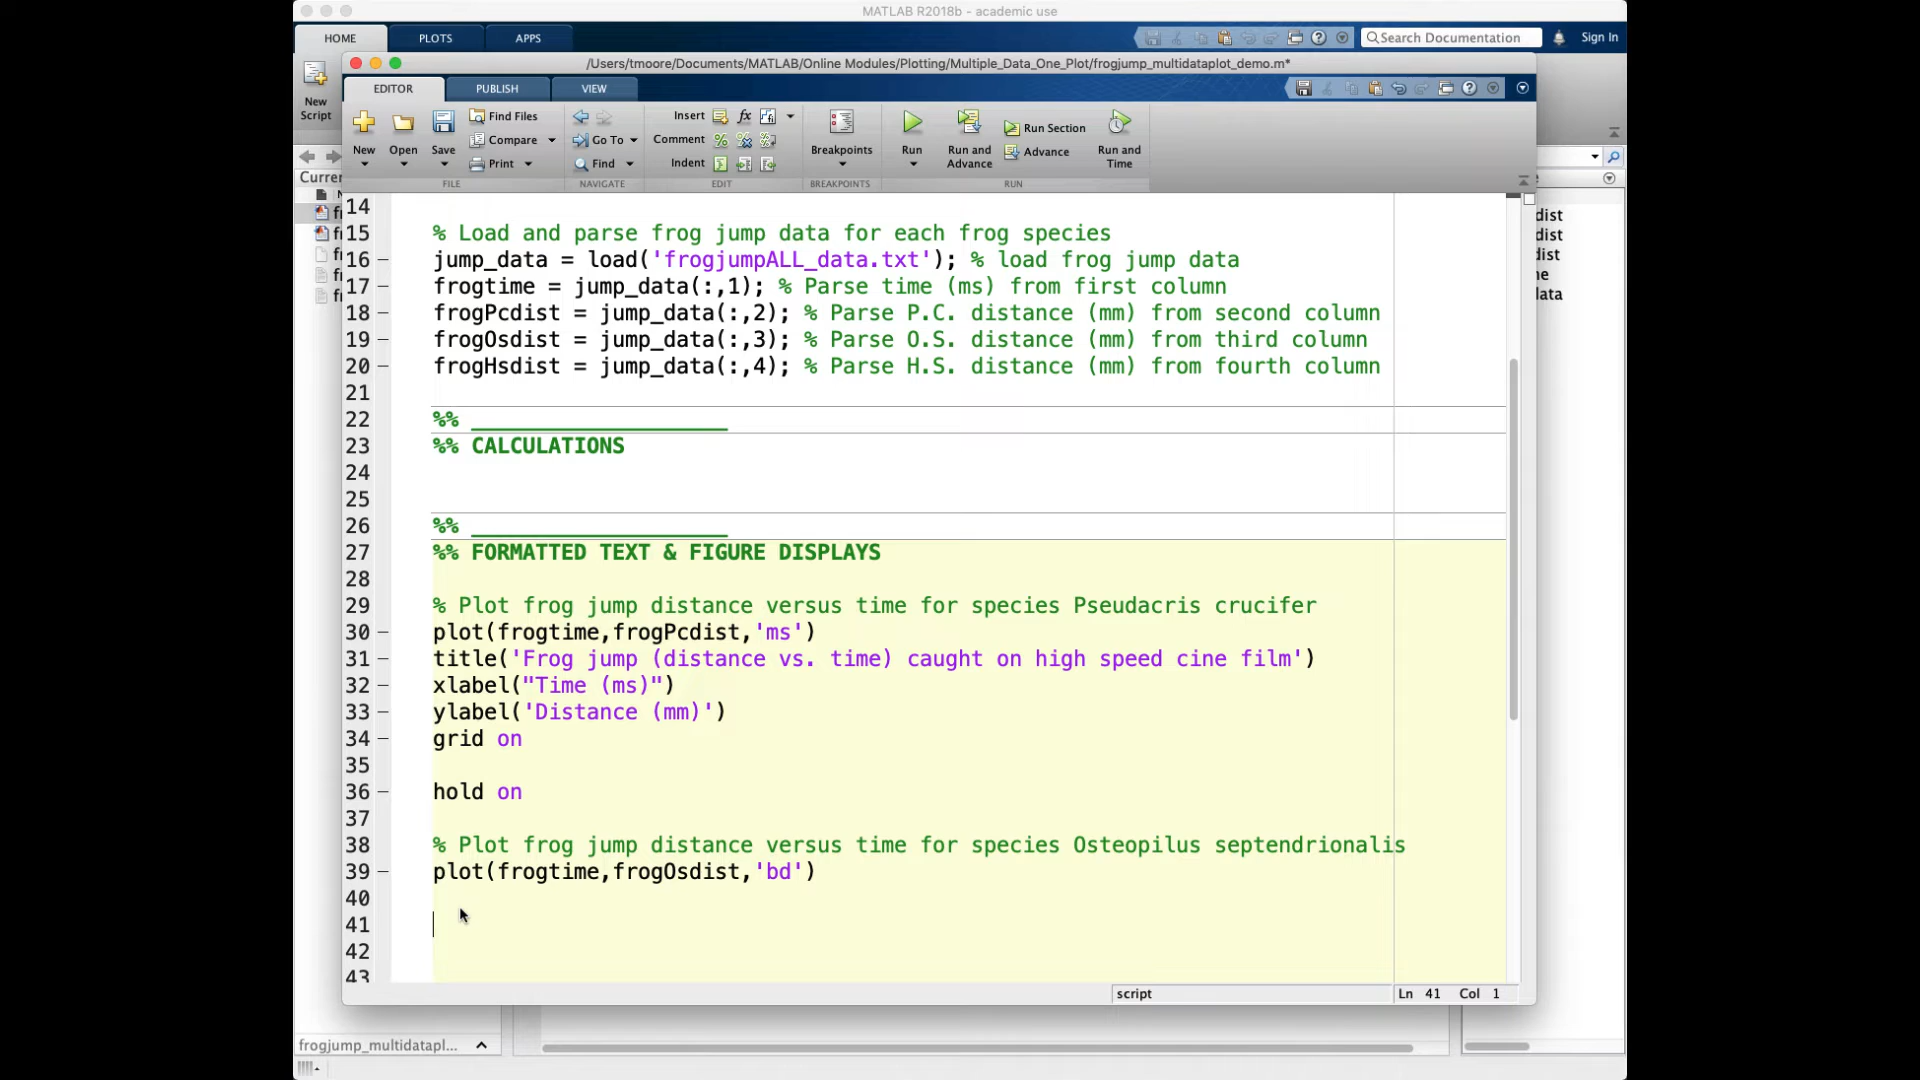 MATLAB R2018b - academic use
HOME PLOTS APPS
Search Documentation
Sign In
/Users/tmoore/Documents/MATLAB/Online Modules/Plotting/Multiple_Data_One_Plot/frogjump_multidataplot_demo.m*
EDITOR PUBLISH VIEW
New Script
New Open Save
Find Files
Compare
Print
Go To
Find
Insert
Comment
Indent
fx
Breakpoints
Run
Run and Advance
Run Section
Advance
Run and Time
FILE NAVIGATE EDIT BREAKPOINTS RUN
Curre
14
15 % Load and parse frog jump data for each frog species
16 jump_data = load('frogjumpALL_data.txt'); % load frog jump data
17 frogtime = jump_data(:,1); % Parse time (ms) from first column
18 frogPcdist = jump_data(:,2); % Parse P.C. distance (mm) from second column
19 frogOsdist = jump_data(:,3); % Parse O.S. distance (mm) from third column
20 frogHsdist = jump_data(:,4); % Parse H.S. distance (mm) from fourth column
21
22 %% ____________________
23 %% CALCULATIONS
24
25
26 %% ____________________
27 %% FORMATTED TEXT & FIGURE DISPLAYS
28
29 % Plot frog jump distance versus time for species Pseudacris crucifer
30 plot(frogtime,frogPcdist,'ms')
31 title('Frog jump (distance vs. time) caught on high speed cine film')
32 xlabel("Time (ms)")
33 ylabel('Distance (mm)')
34 grid on
35
36 hold on
37
38 % Plot frog jump distance versus time for species Osteopilus septendrionalis
39 plot(frogtime,frogOsdist,'bd')
40
41
42
43
dist
dist
dist
ne
data
script
Ln 41 Col 1
frogjump_multidatapl...